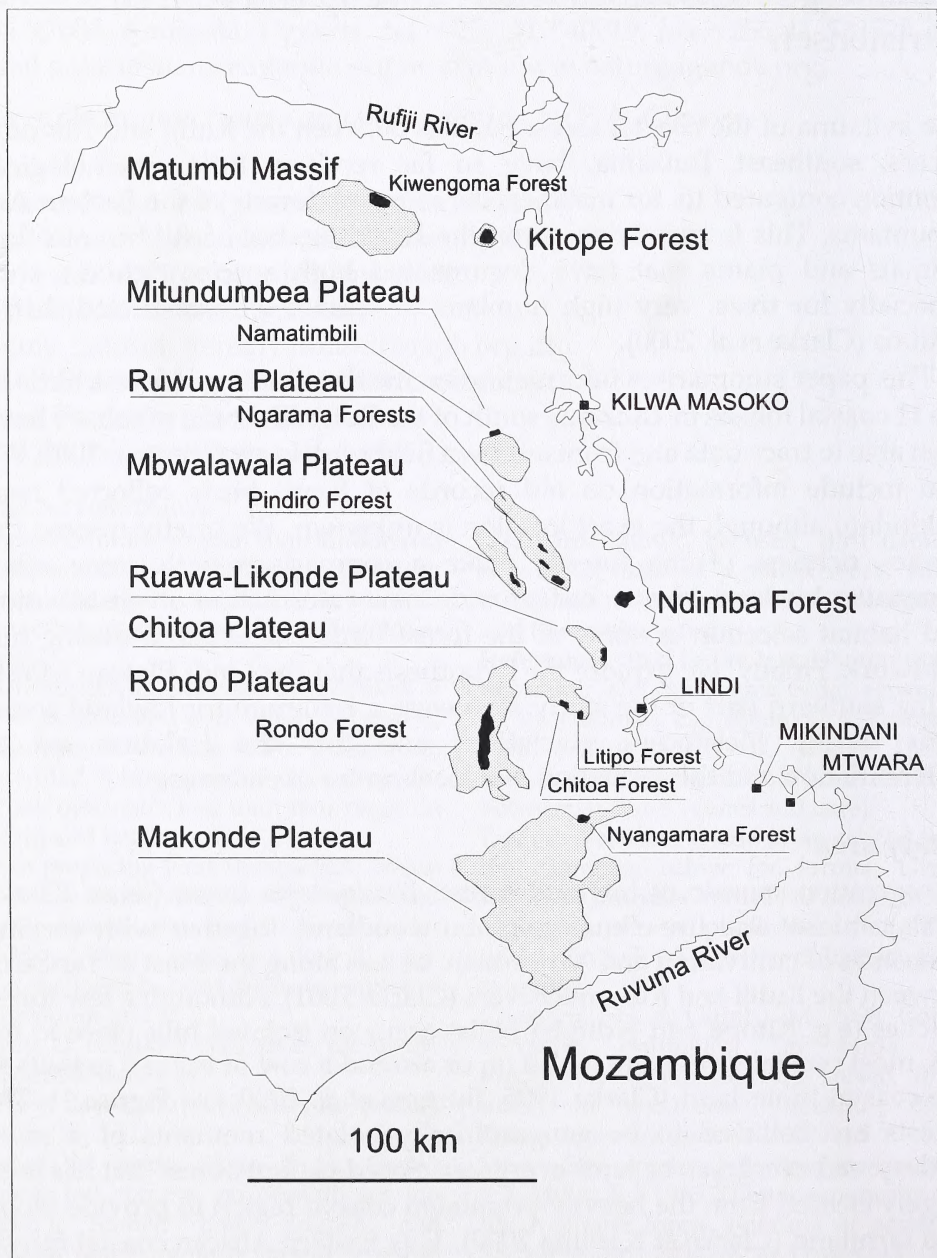 Rufiji River
Matumbi Massif
Kiwengoma Forest
Kitope Forest
Mitundumbea Plateau
Namatimbili
Ruwuwa Plateau
KILWA MASOKO
Ngarama Forests
Mbwalawala Plateau
Pindiro Forest
Ruawa-Likonde Plateau
Ndimba Forest
Chitoa Plateau
Rondo Plateau
LINDI
Rondo Forest
MIKINDANI
Litipo Forest
MTWARA
Chitoa Forest
Makonde Plateau
Nyangamara Forest
Ruvuma River
Mozambique
100 km